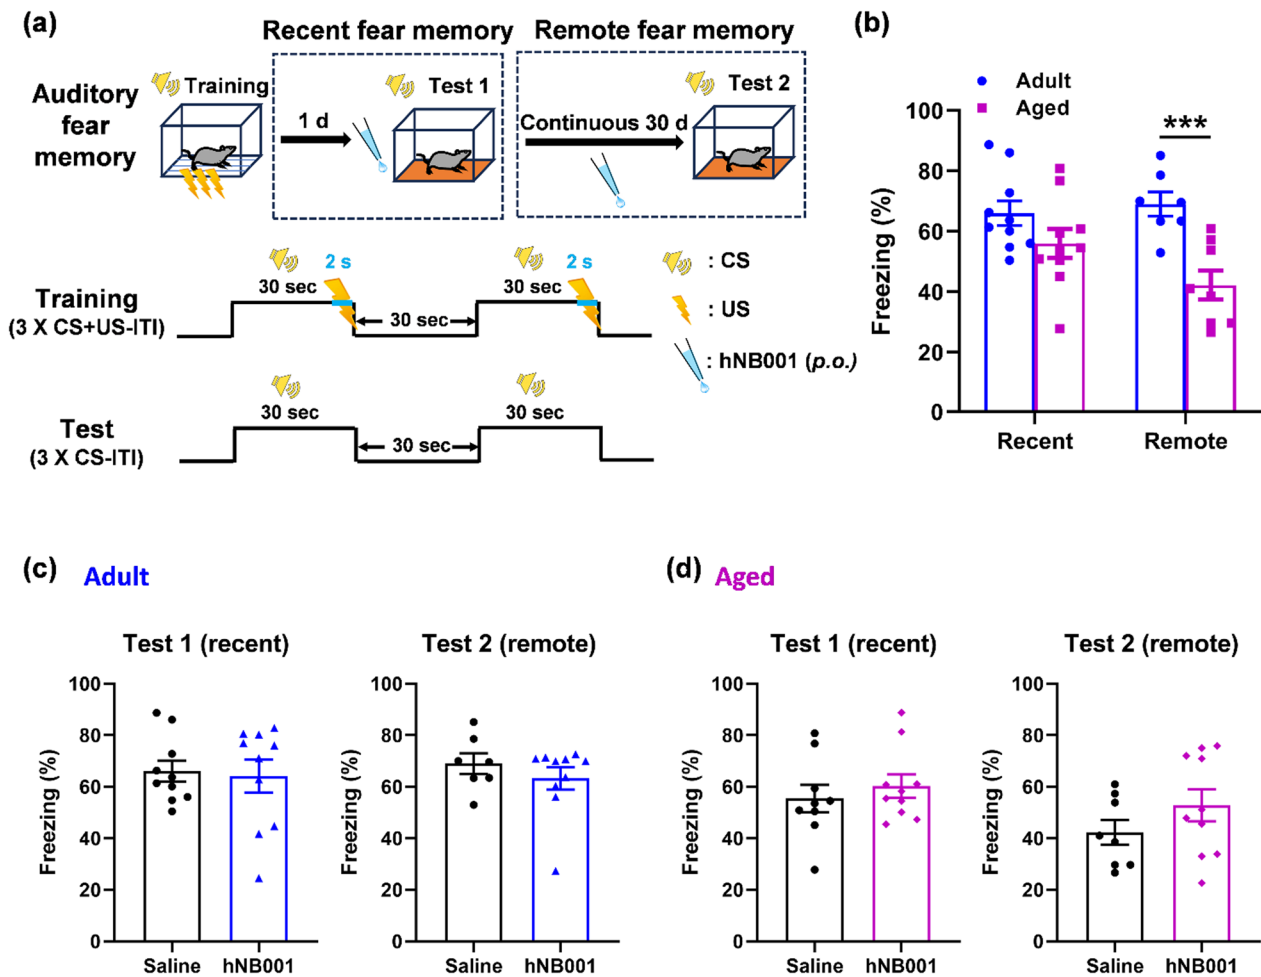 (a)
Recent fear memory
Remote fear memory
Auditory
fear
memory
Training
1 d
Test 1
Continuous 30 d
Test 2
Training
(3 X CS+US-ITI)
30 sec
2 s
30 sec
30 sec
2 s
: CS
: US
: hNB001 (p.o.)
Test
(3 X CS-ITI)
30 sec
30 sec
30 sec
(b)
Adult
Aged
***
Freezing (%)
100
80
60
40
20
0
Recent
Remote
(c) Adult
Test 1 (recent)
Freezing (%)
100
80
60
40
20
0
Saline
hNB001
Test 2 (remote)
Freezing (%)
100
80
60
40
20
0
Saline
hNB001
(d) Aged
Test 1 (recent)
Freezing (%)
100
80
60
40
20
0
Saline
hNB001
Test 2 (remote)
Freezing (%)
100
80
60
40
20
0
Saline
hNB001